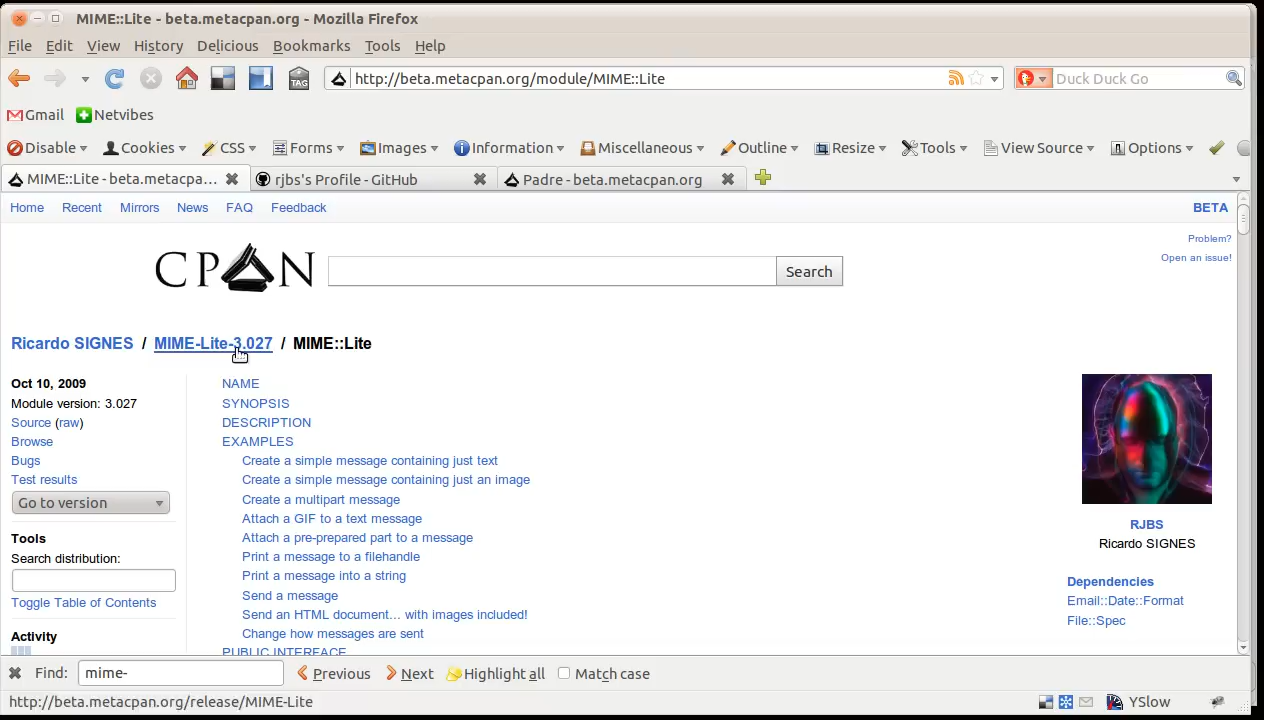 MIME::Lite - beta.metacpan.org - Mozilla Firefox
File Edit View History Delicious Bookmarks Tools Help
TAG http://beta.metacpan.org/module/MIME::Lite Duck Duck Go
Gmail Netvibes
Disable Cookies CSS Forms Images Information Miscellaneous Outline Resize Tools View Source Options
MIME::Lite - beta.metacpa... rjbs's Profile - GitHub Padre - beta.metacpan.org
Home Recent Mirrors News FAQ Feedback BETA
Problem?
Open an issue!
CPAN Search
Ricardo SIGNES / MIME-Lite-3.027 / MIME::Lite
Oct 10, 2009
Module version: 3.027
Source (raw)
Browse
Bugs
Test results
Go to version
Tools
Search distribution:
Toggle Table of Contents
Activity
NAME
SYNOPSIS
DESCRIPTION
EXAMPLES
Create a simple message containing just text
Create a simple message containing just an image
Create a multipart message
Attach a GIF to a text message
Attach a pre-prepared part to a message
Print a message to a filehandle
Print a message into a string
Send a message
Send an HTML document... with images included!
Change how messages are sent
PUBLIC INTERFACE
RJBS
Ricardo SIGNES
Dependencies
Email::Date::Format
File::Spec
Find: mime- Previous Next Highlight all Match case
http://beta.metacpan.org/release/MIME-Lite YSlow